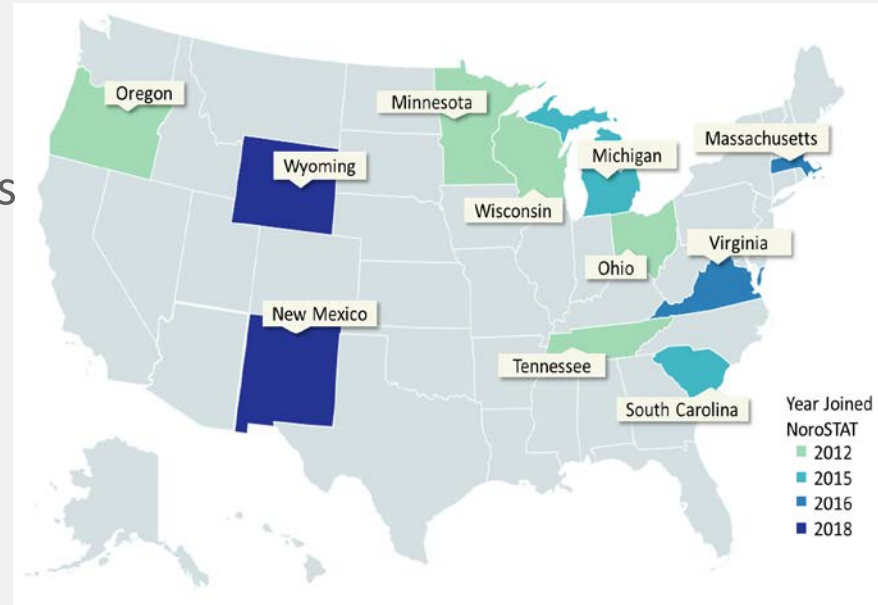 Oregon
Minnesota
Massachusetts
Michigan
Wyoming
s
Wisconsin
Virginia
Ohio
New Mexico
Tennessee
South Carolina
Year Joined
NoroSTAT
2012
2015
2016
2018